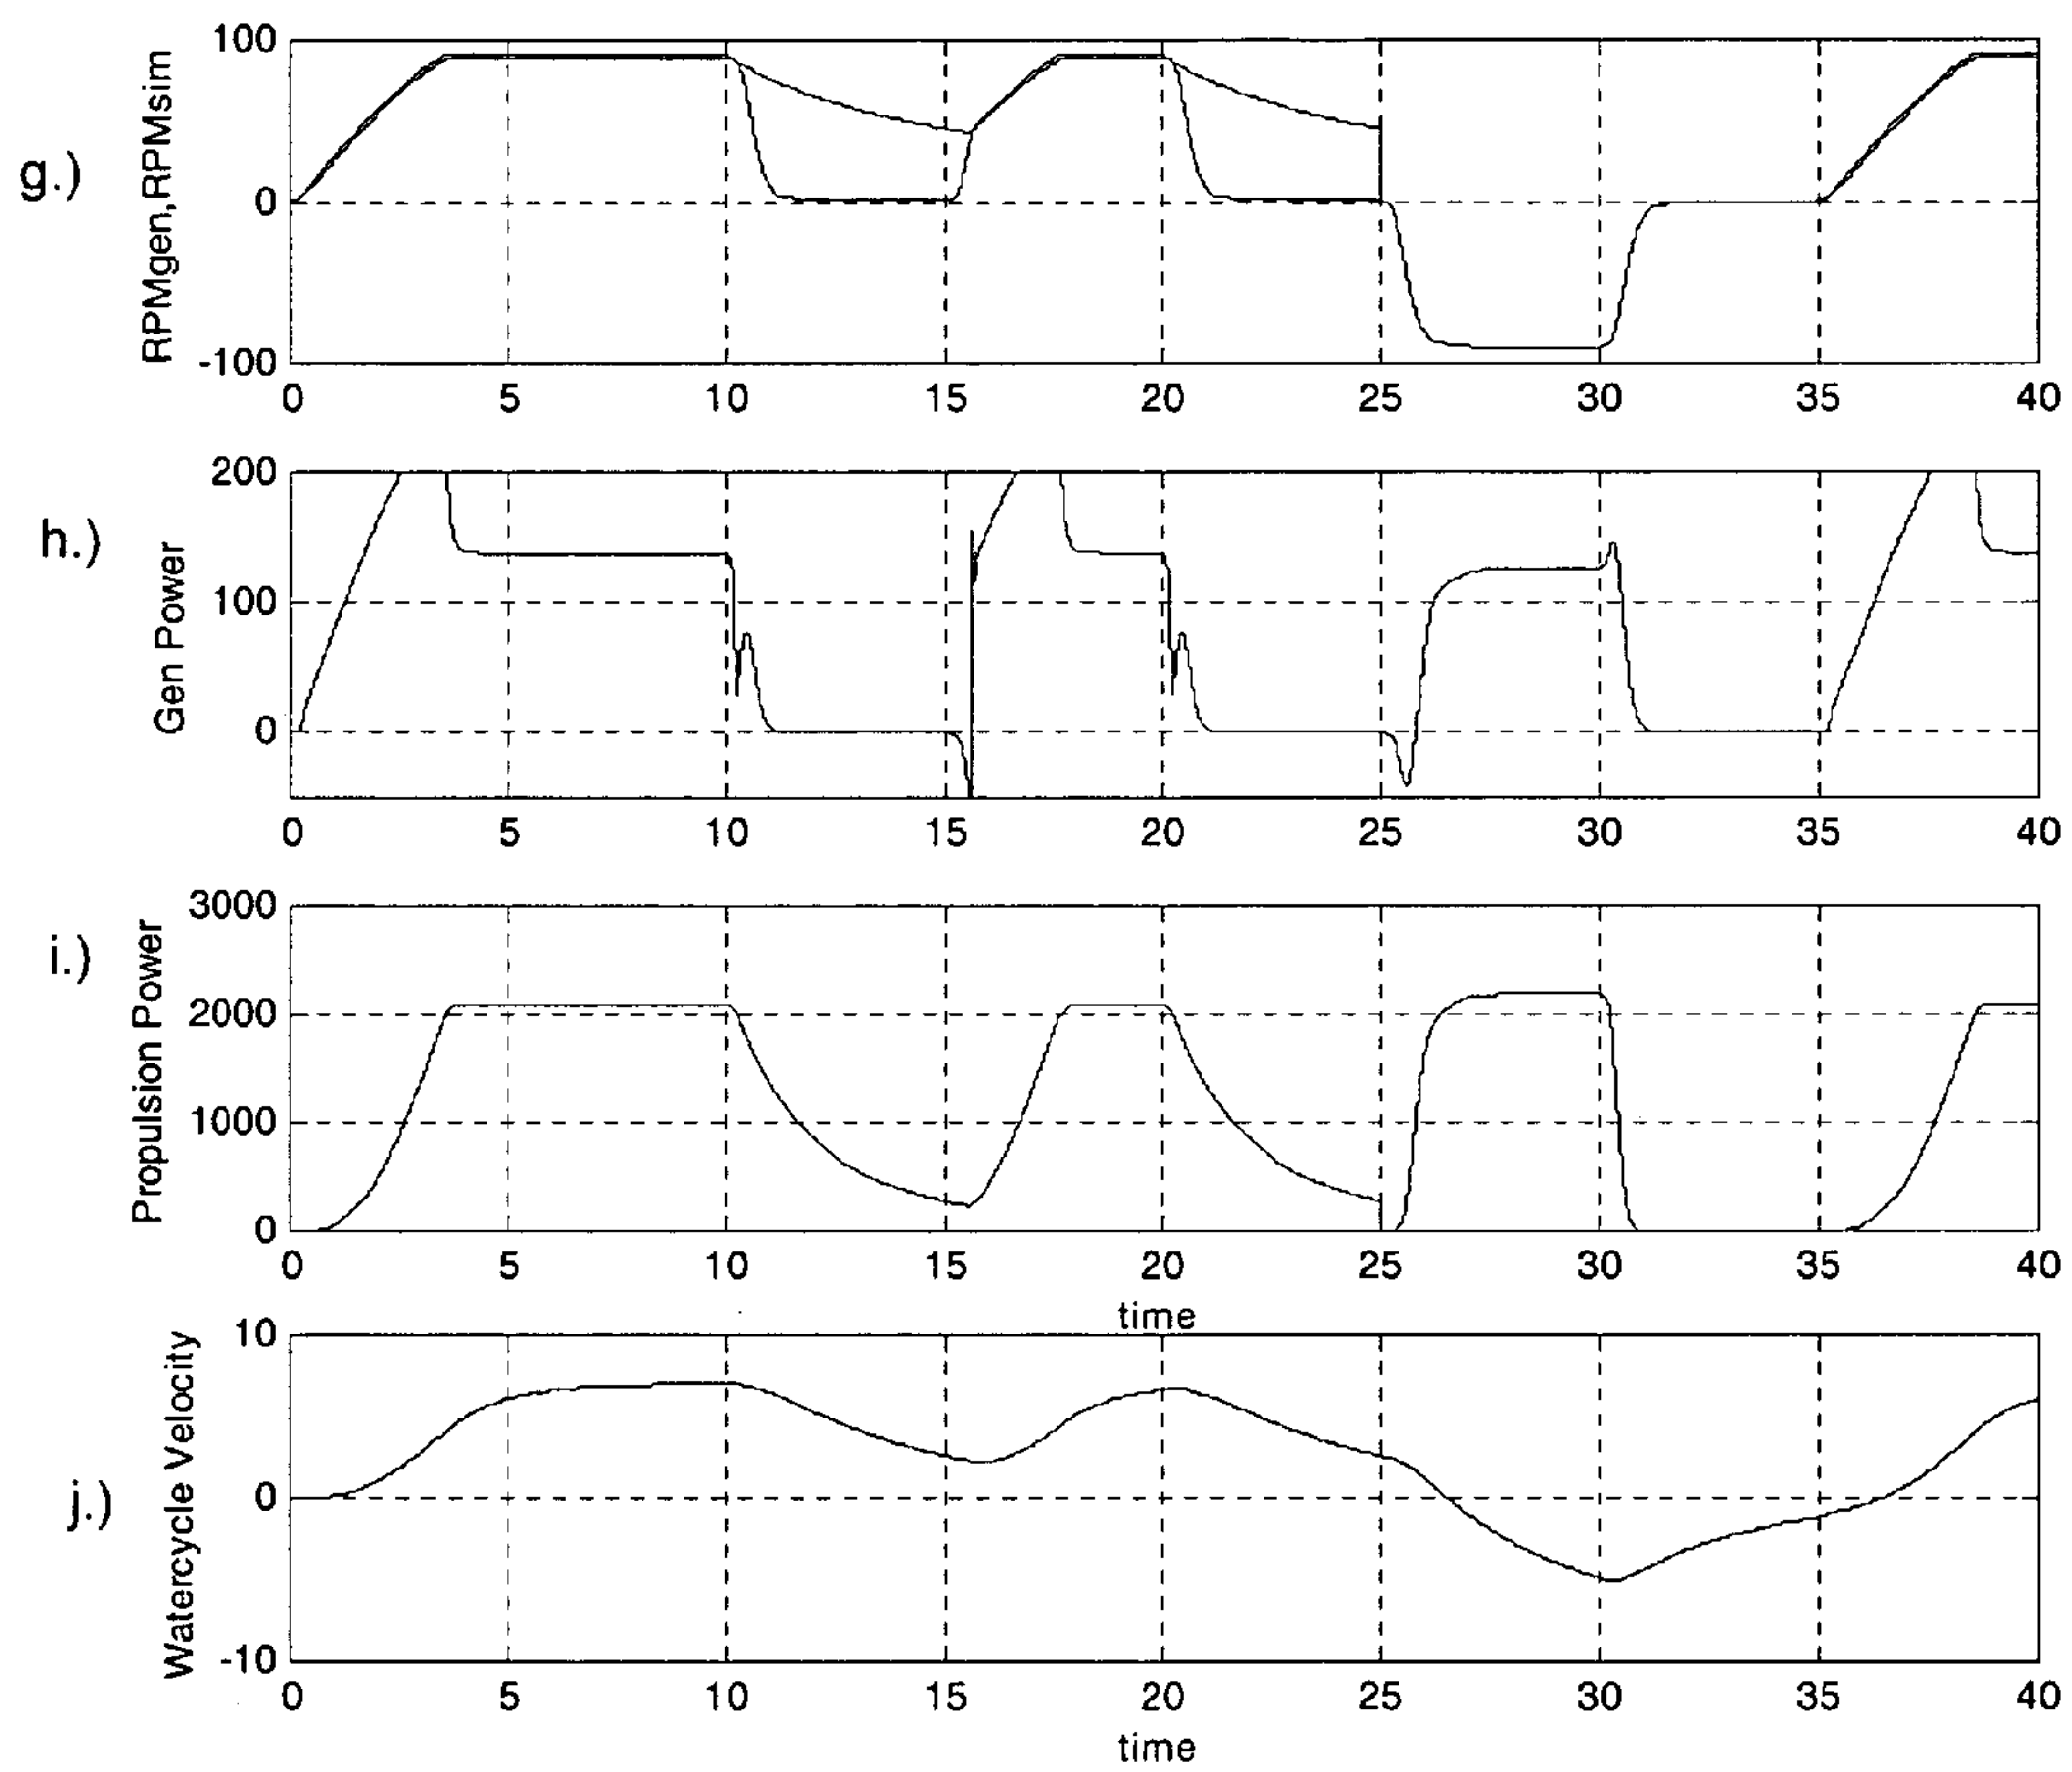 g.)
RPMgen,RPMsim
100
0
-100
0 5 10 15 20 25 30 35 40
h.)
Gen Power
200
100
0
0 5 10 15 20 25 30 35 40
i.)
Propulsion Power
3000
2000
1000
0
0 5 10 15 20 25 30 35 40
time
j.)
Watercycle Velocity
10
0
-10
0 5 10 15 20 25 30 35 40
time